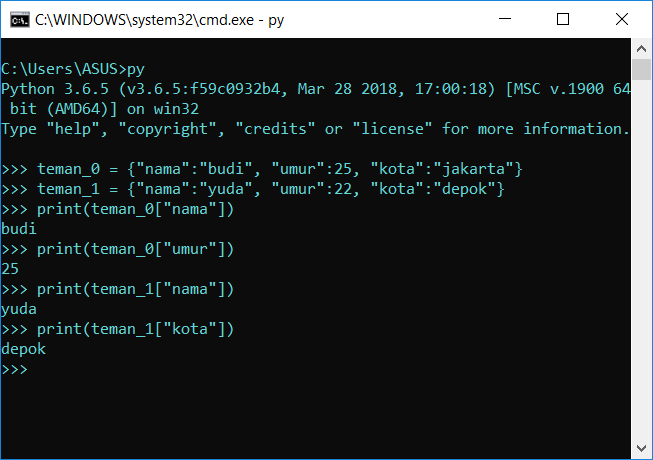 C:\WINDOWS\system32\cmd.exe - py
C:\Users\ASUS>py
Python 3.6.5 (v3.6.5:f59c0932b4, Mar 28 2018, 17:00:18) [MSC v.1900 64
 bit (AMD64)] on win32
Type "help", "copyright", "credits" or "license" for more information.
>>> teman_0 = {"nama":"budi", "umur":25, "kota":"jakarta"}
>>> teman_1 = {"nama":"yuda", "umur":22, "kota":"depok"}
>>> print(teman_0["nama"])
budi
>>> print(teman_0["umur"])
25
>>> print(teman_1["nama"])
yuda
>>> print(teman_1["kota"])
depok
>>>